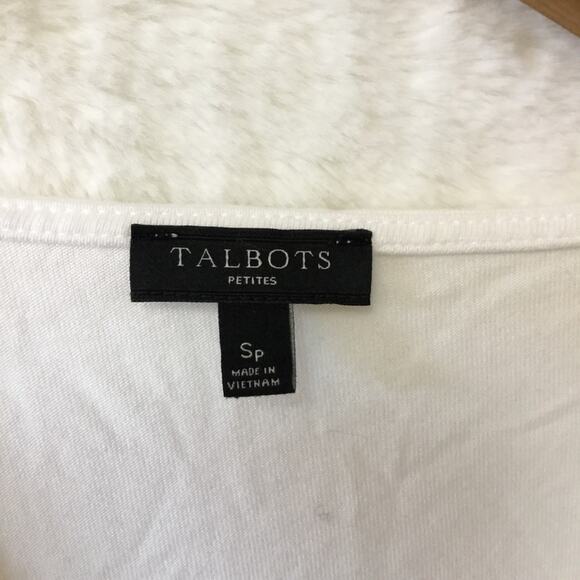 TALBOTS
PETITES
Sp
MADE IN
VIETNAM